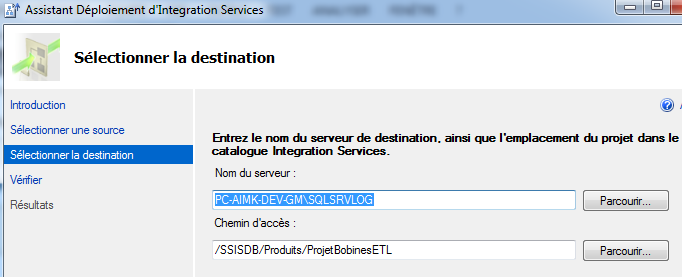 Assistant Déploiement d'Integration Services
Sélectionner la destination
Introduction
Sélectionner une source
Sélectionner la destination
Vérifier
Résultats
Entrez le nom du serveur de destination, ainsi que l'emplacement du projet dans le
catalogue Integration Services.
Nom du serveur :
PC-AIMK-DEV-GM\SQLSRVLOG
Parcourir...
Chemin d'accès :
/SSISDB/Produits/ProjetBobinesETL
Parcourir...